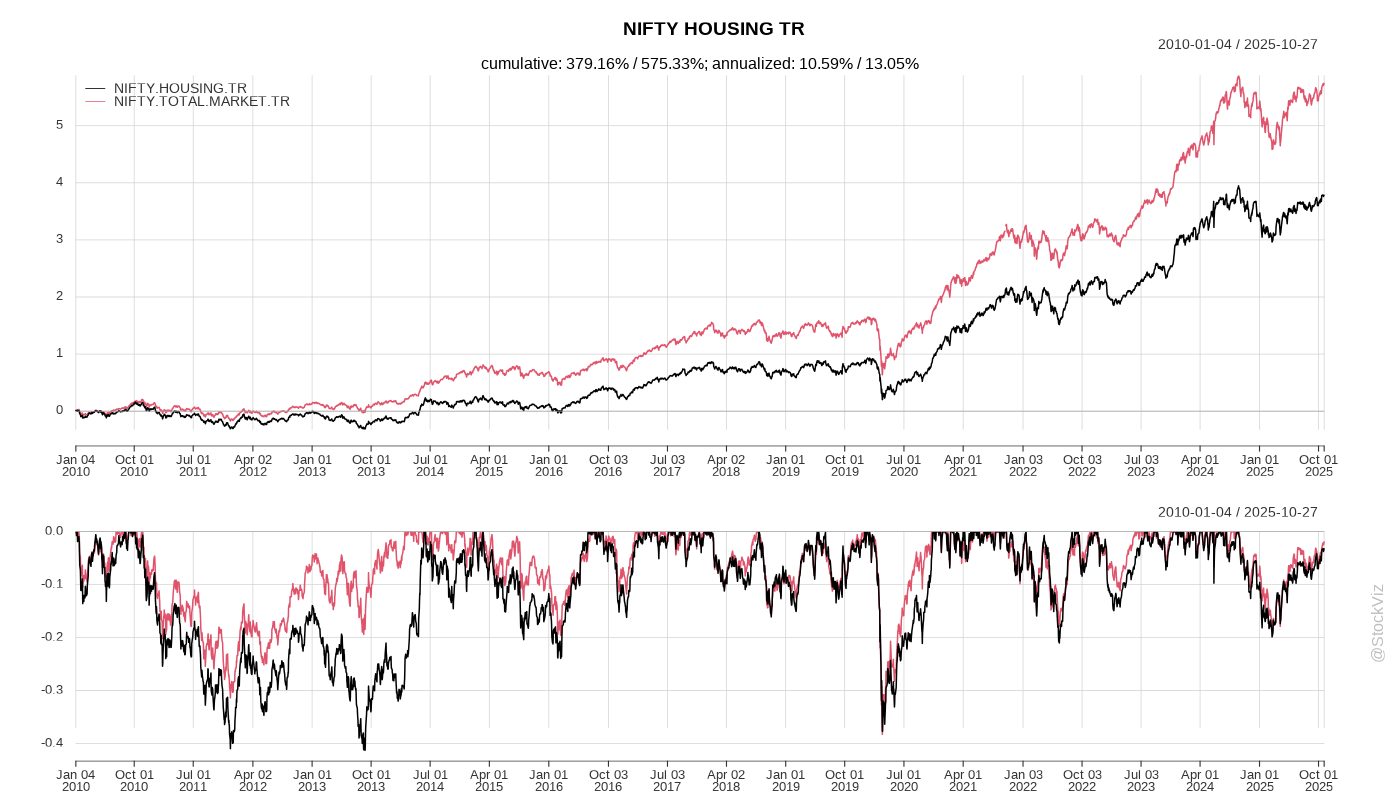 NIFTY HOUSING TR
2010-01-04 / 2025-10-27
cumulative: 379.16% / 575.33%; annualized: 10.59% / 13.05%
NIFTY.HOUSING.TR
NIFTY.TOTAL.MARKET.TR
5
4
3
2
1
0
Jan 04 Oct 01 Jul 01 Apr 02 Jan 01 Oct 01 Jul 01 Apr 01 Jan 01 Oct 03 Jul 03 Apr 02 Jan 01 Oct 01 Jul 01 Apr 01 Jan 03 Oct 03 Jul 03 Apr 01 Jan 01 Oct 01
2010 2010 2011 2012 2013 2013 2014 2015 2016 2016 2017 2018 2019 2019 2020 2021 2022 2022 2023 2024 2025 2025
2010-01-04 / 2025-10-27
0.0
-0.1
-0.2
-0.3
-0.4
Jan 04 Oct 01 Jul 01 Apr 02 Jan 01 Oct 01 Jul 01 Apr 01 Jan 01 Oct 03 Jul 03 Apr 02 Jan 01 Oct 01 Jul 01 Apr 01 Jan 03 Oct 03 Jul 03 Apr 01 Jan 01 Oct 01
2010 2010 2011 2012 2013 2013 2014 2015 2016 2016 2017 2018 2019 2019 2020 2021 2022 2022 2023 2024 2025 2025
@StockViz